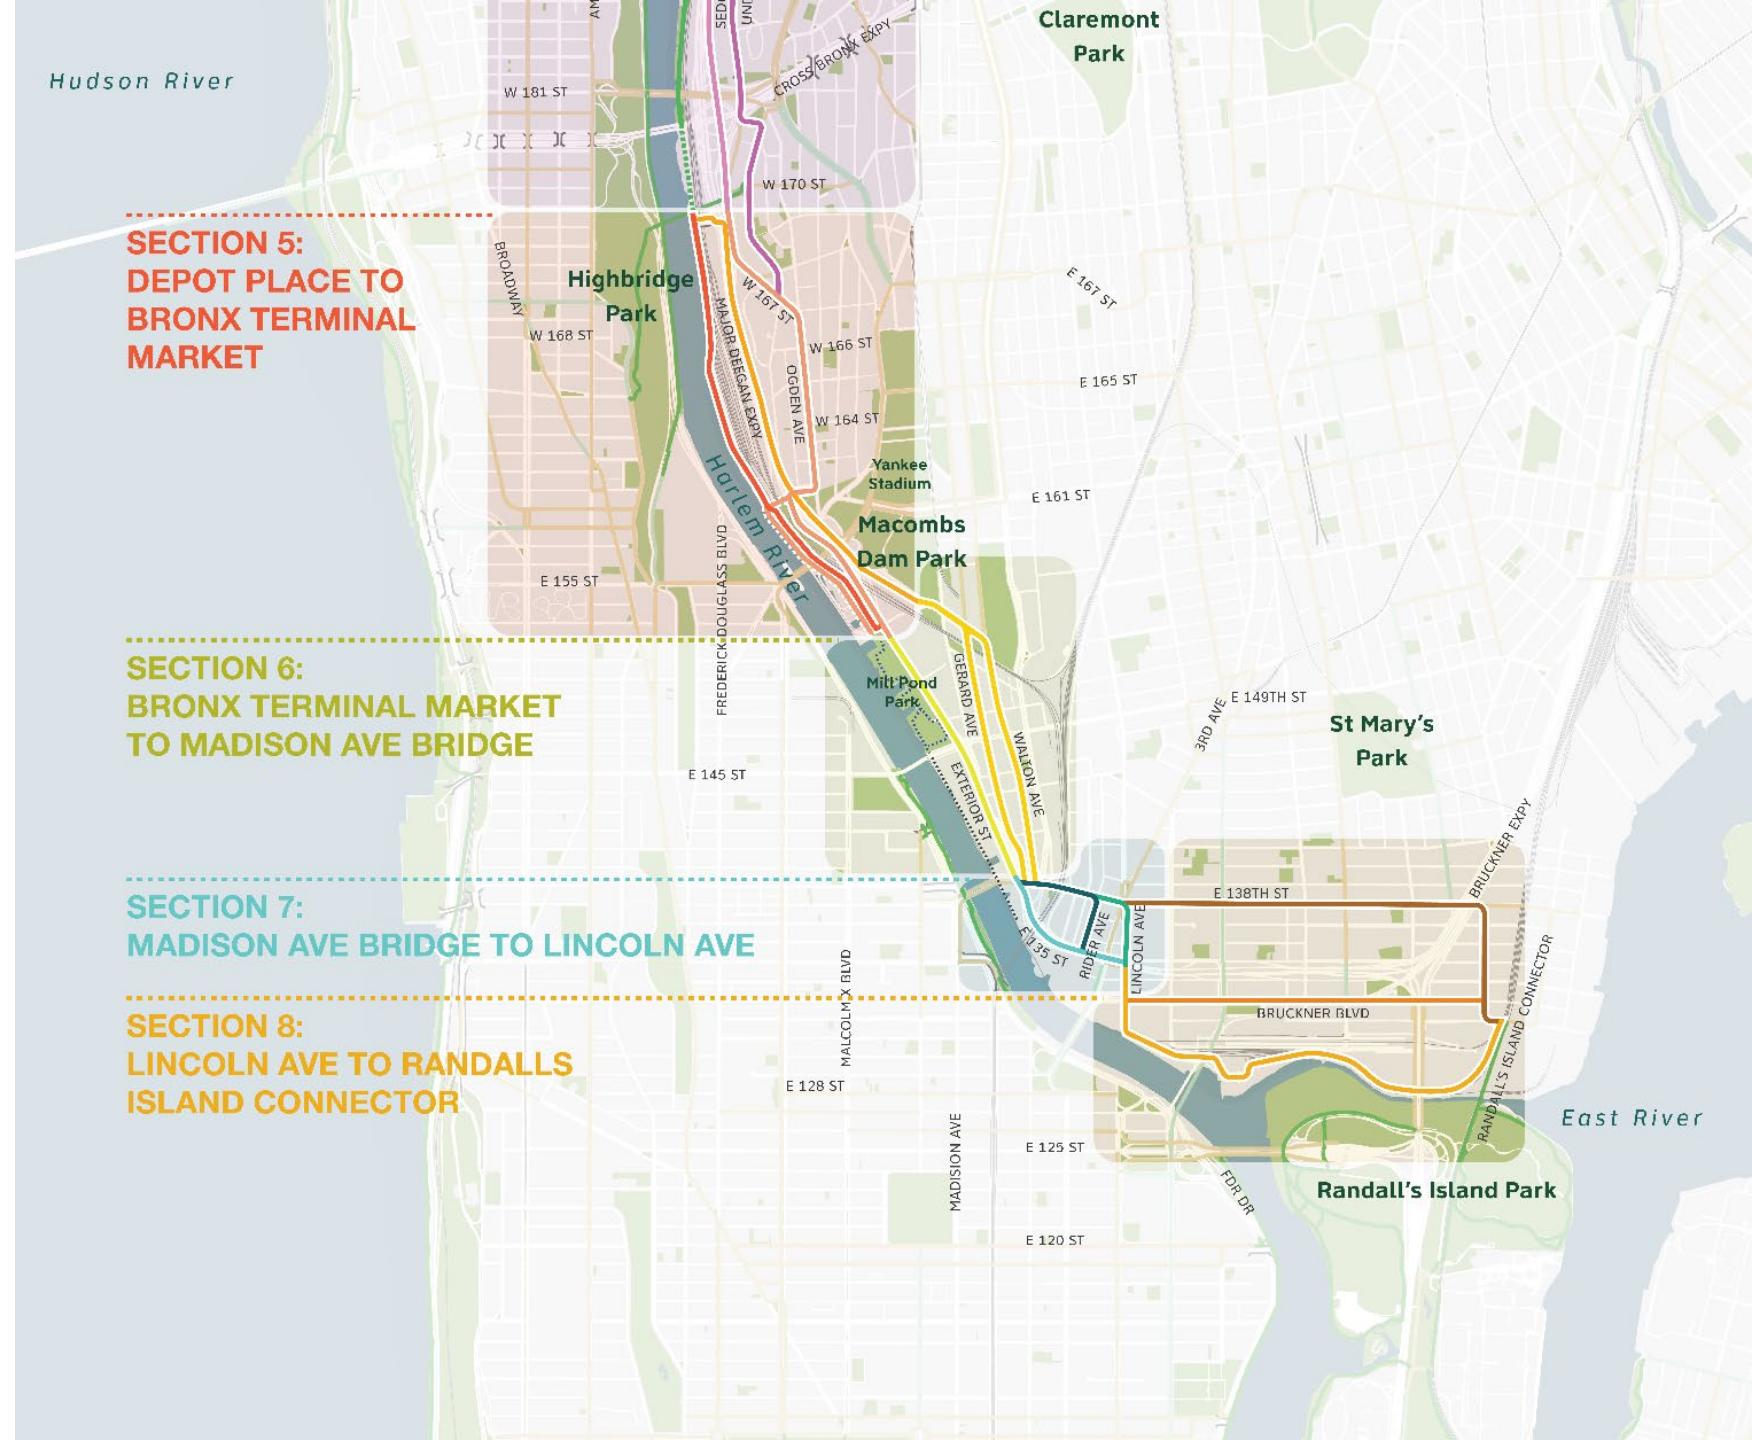 AM
SEDG
UND
CROSS BRONX EXPY
Claremont
Park
Hudson River
W 181 ST
W 170 ST
SECTION 5:
DEPOT PLACE TO
BRONX TERMINAL
MARKET
BROADWAY
Highbridge
Park
W 168 ST
MAJOR DEEGAN EXPY
W 167 ST
E 167 ST
W 166 ST
OGDEN AVE
E 165 ST
W 164 ST
Harlem River
Yankee
Stadium
E 161 ST
Macombs
Dam Park
E 155 ST
FREDERICK DOUGLASS BLVD
SECTION 6:
BRONX TERMINAL MARKET
TO MADISON AVE BRIDGE
Mill Pond
Park
GERARD AVE
E 149TH ST
3RD AVE
St Mary's
Park
E 145 ST
EXTERIOR ST
WALTON AVE
BRUCKNER EXPY
SECTION 7:
MADISON AVE BRIDGE TO LINCOLN AVE
E 138TH ST
E 135 ST
RIDER AVE
LINCOLN AVE
MALCOLM X BLVD
SECTION 8:
LINCOLN AVE TO RANDALLS
ISLAND CONNECTOR
BRUCKNER BLVD
RANDALL'S ISLAND CONNECTOR
E 128 ST
East River
MADISION AVE
E 125 ST
FDR DR
Randall's Island Park
E 120 ST